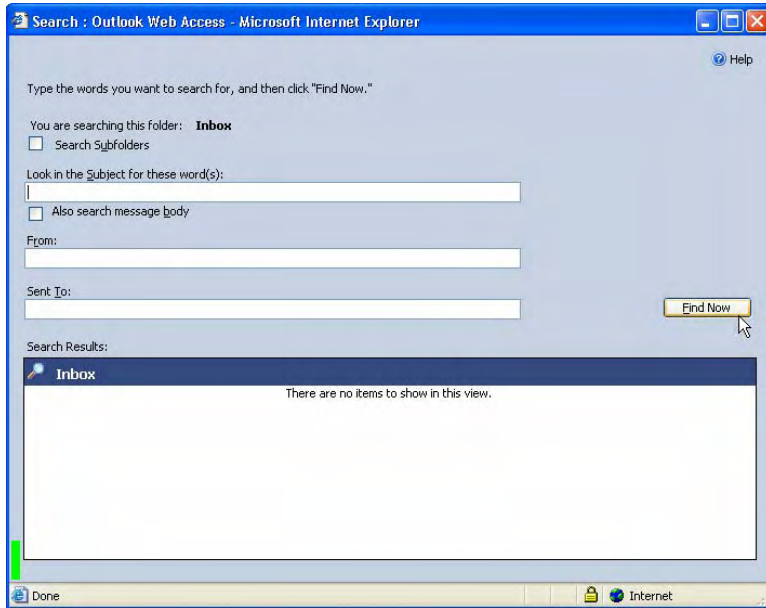 Search : Outlook Web Access - Microsoft Internet Explorer
Help
Type the words you want to search for, and then click "Find Now."
You are searching this folder: Inbox
Search Subfolders
Look in the Subject for these word(s):
Also search message body
From:
Sent To:
Find Now
Search Results:
Inbox
There are no items to show in this view.
Done
Internet